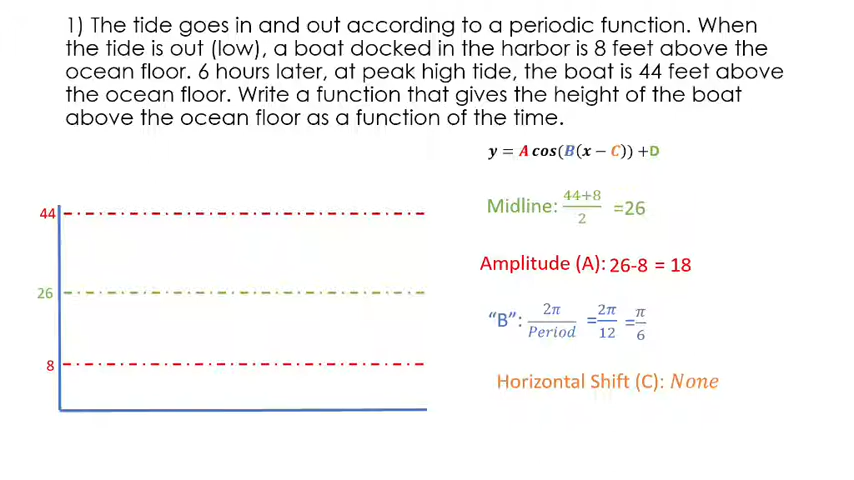 1) The tide goes in and out according to a periodic function. When
the tide is out (low), a boat docked in the harbor is 8 feet above the
ocean floor. 6 hours later, at peak high tide, the boat is 44 feet above
the ocean floor. Write a function that gives the height of the boat
above the ocean floor as a function of the time.
y = A cos(B(x − C)) +D
Midline: 44+8/2 =26
Amplitude (A): 26-8 = 18
"B": 2π/Period =2π/12 =π/6
Horizontal Shift (C): None
44
26
8